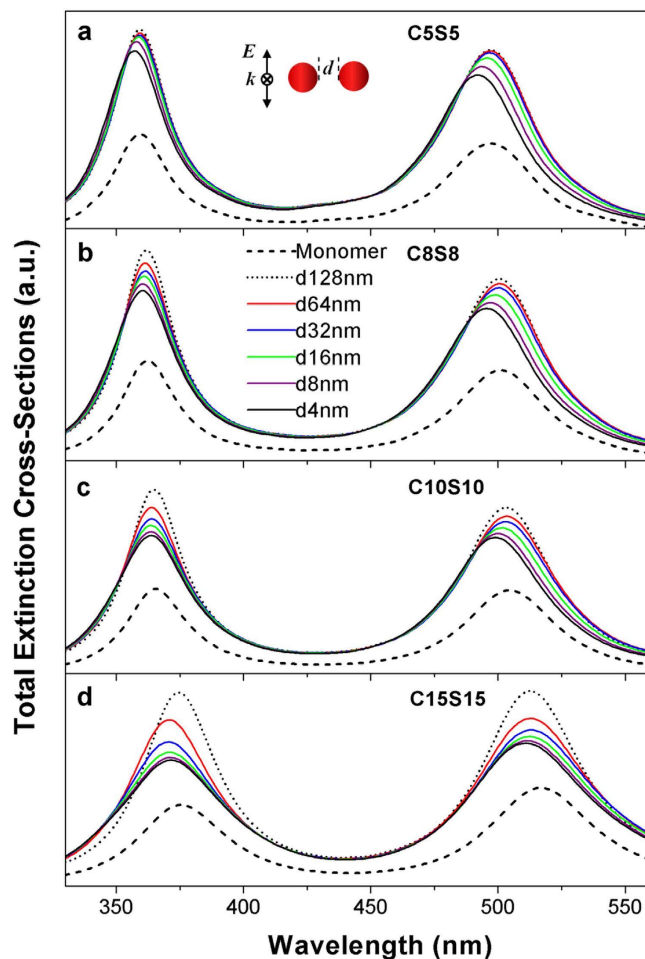 Total Extinction Cross-Sections (a.u.)
a
C5S5
E
k
d
b
C8S8
Monomer
d128nm
d64nm
d32nm
d16nm
d8nm
d4nm
c
C10S10
d
C15S15
350 400 450 500 550
Wavelength (nm)